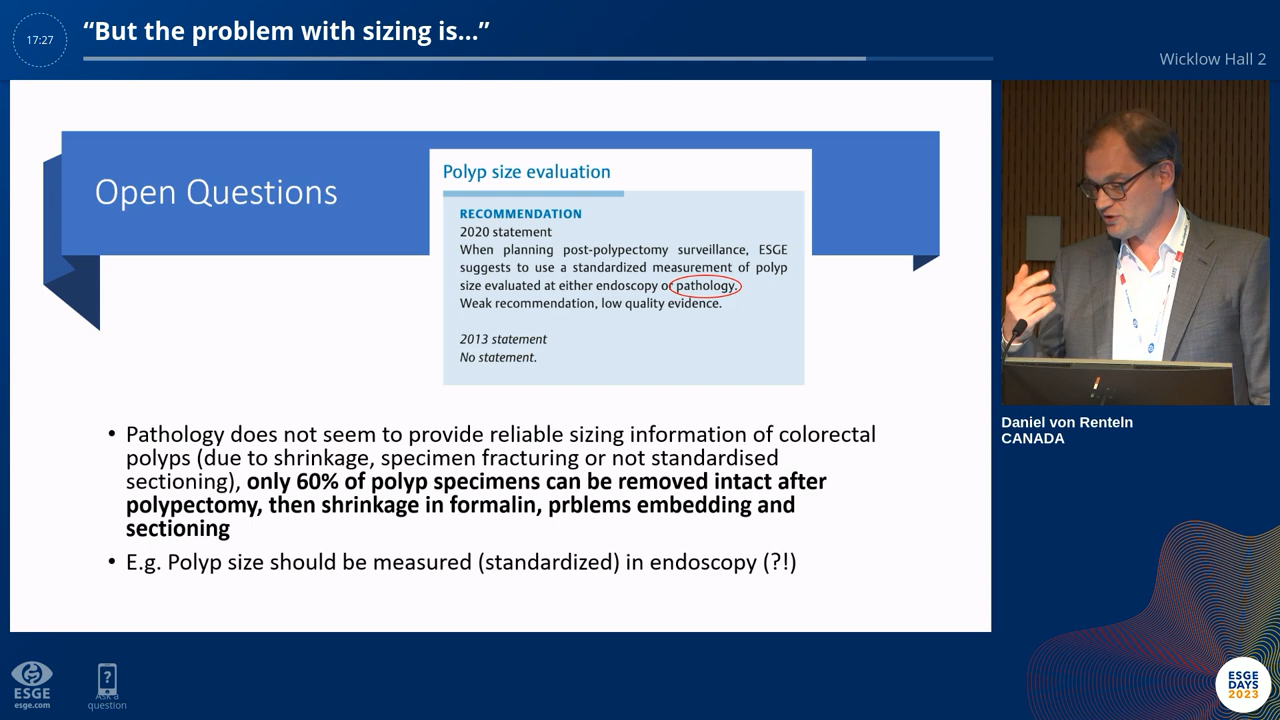 17:27
“But the problem with sizing is...”
Wicklow Hall 2
Open Questions
Polyp size evaluation
RECOMMENDATION
2020 statement
When planning post-polypectomy surveillance, ESGE
suggests to use a standardized measurement of polyp
size evaluated at either endoscopy or pathology.
Weak recommendation, low quality evidence.
2013 statement
No statement.
• Pathology does not seem to provide reliable sizing information of colorectal
polyps (due to shrinkage, specimen fracturing or not standardised
sectioning), only 60% of polyp specimens can be removed intact after
polypectomy, then shrinkage in formalin, prblems embedding and
sectioning
• E.g. Polyp size should be measured (standardized) in endoscopy (?!)
Daniel von Renteln
CANADA
ESGE
esge.com
?
Ask a
question
ESGE
DAYS
2023